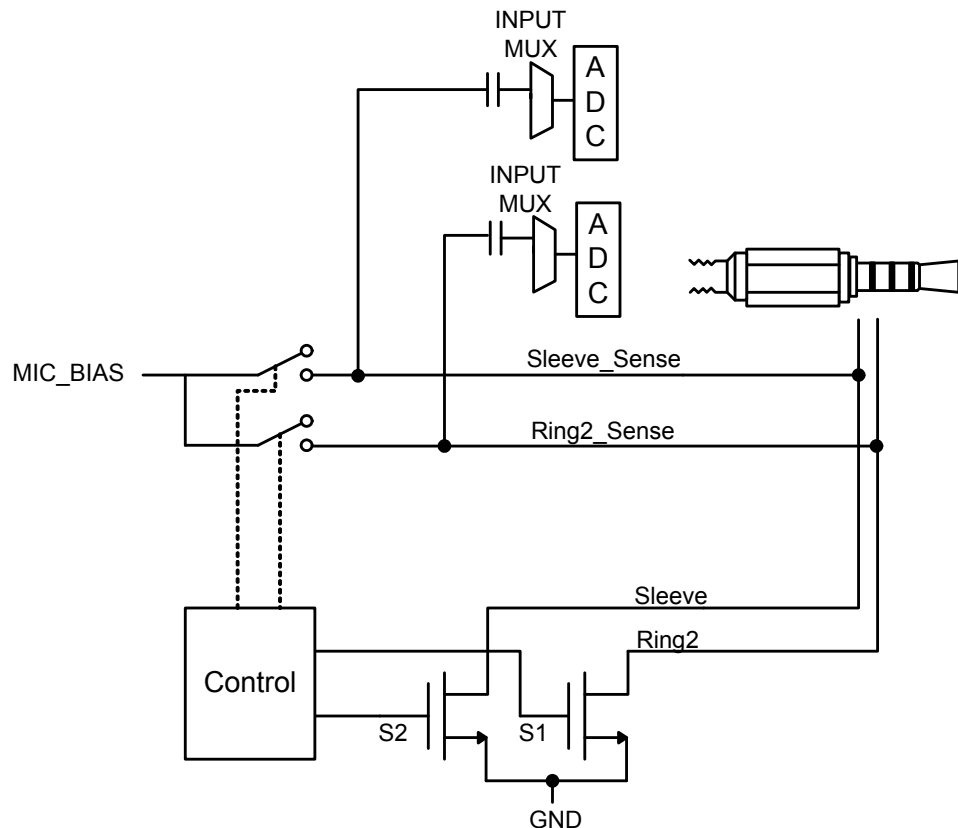 INPUT
MUX
A
D
C
INPUT
MUX
A
D
C
MIC_BIAS
Sleeve_Sense
Ring2_Sense
Sleeve
Ring2
Control
S2
S1
GND